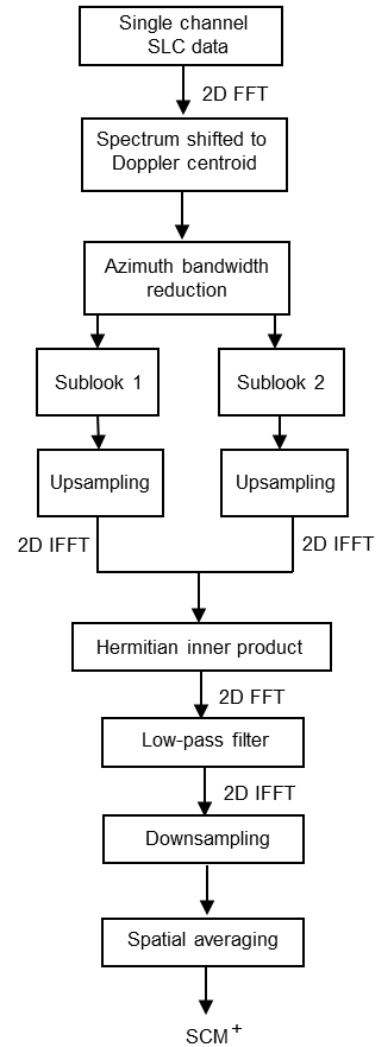 Single channel
SLC data
2D FFT
Spectrum shifted to
Doppler centroid
Azimuth bandwidth
reduction
Sublook 1
Sublook 2
Upsampling
Upsampling
2D IFFT
2D IFFT
Hermitian inner product
2D FFT
Low-pass filter
2D IFFT
Downsampling
Spatial averaging
SCM⁺